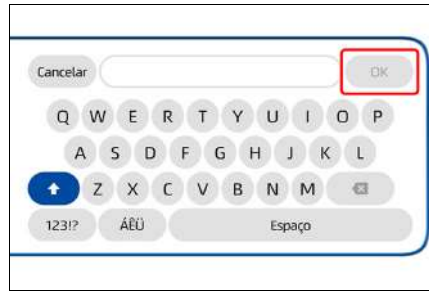 Cancelar OK
Q W E R T Y U I O P
A S D F G H J K L
Z X C V B N M
123!? ÁÊÜ Espaço